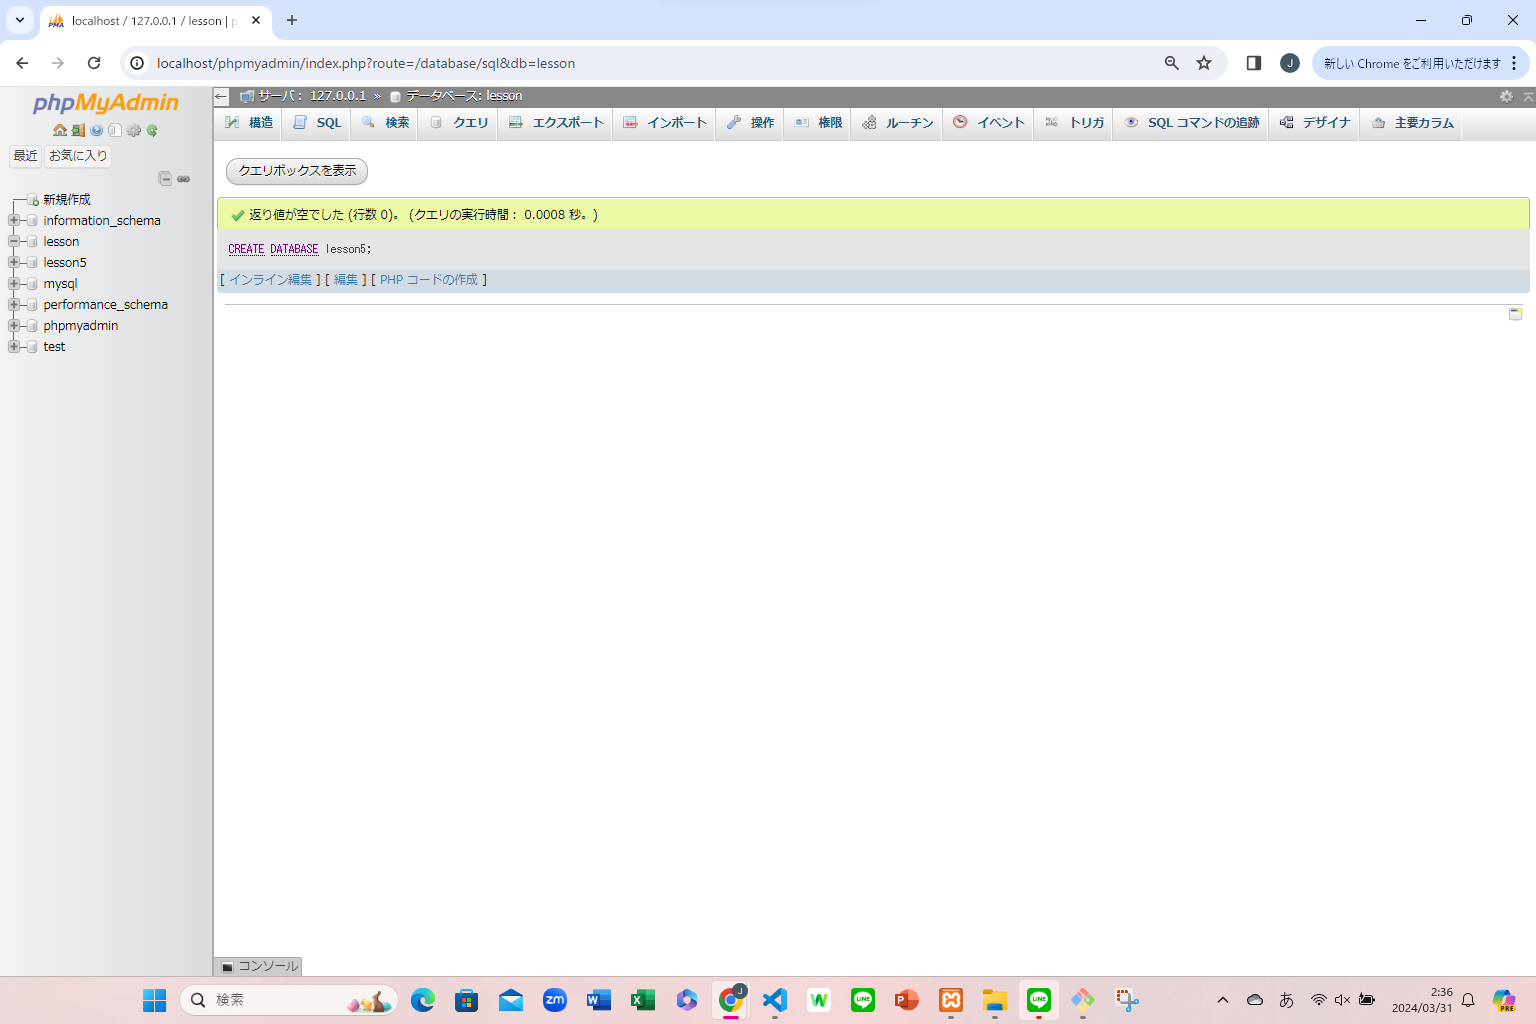 localhost / 127.0.0.1 / lesson | p
localhost/phpmyadmin/index.php?route=/database/sql&db=lesson
J
新しい Chrome をご利用いただけます
phpMyAdmin
最近 お気に入り
新規作成
information_schema
lesson
lesson5
mysql
performance_schema
phpmyadmin
test
サーバ: 127.0.0.1 » データベース: lesson
構造 SQL 検索 クエリ エクスポート インポート 操作 権限 ルーチン イベント トリガ SQL コマンドの追跡 デザイナ 主要カラム
クエリボックスを表示
返り値が空でした (行数 0)。 (クエリの実行時間: 0.0008 秒。)
CREATE DATABASE lesson5;
[ インライン編集 ] [ 編集 ] [ PHP コードの作成 ]
コンソール
検索
zm
W
X
J
W
LINE
P
LINE
あ
2:36
2024/03/31
PRE